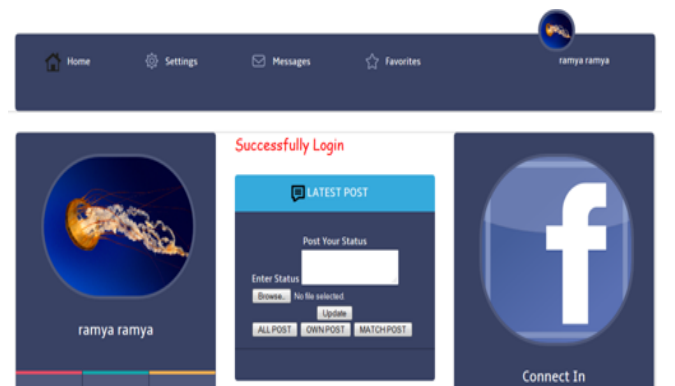 Home
Settings
Messages
Favorites
ramya ramya
Successfully Login
LATEST POST
Post Your Status
Enter Status
Browse.. No file selected.
Update
ALL POST OWN POST MATCH POST
ramya ramya
f
Connect In